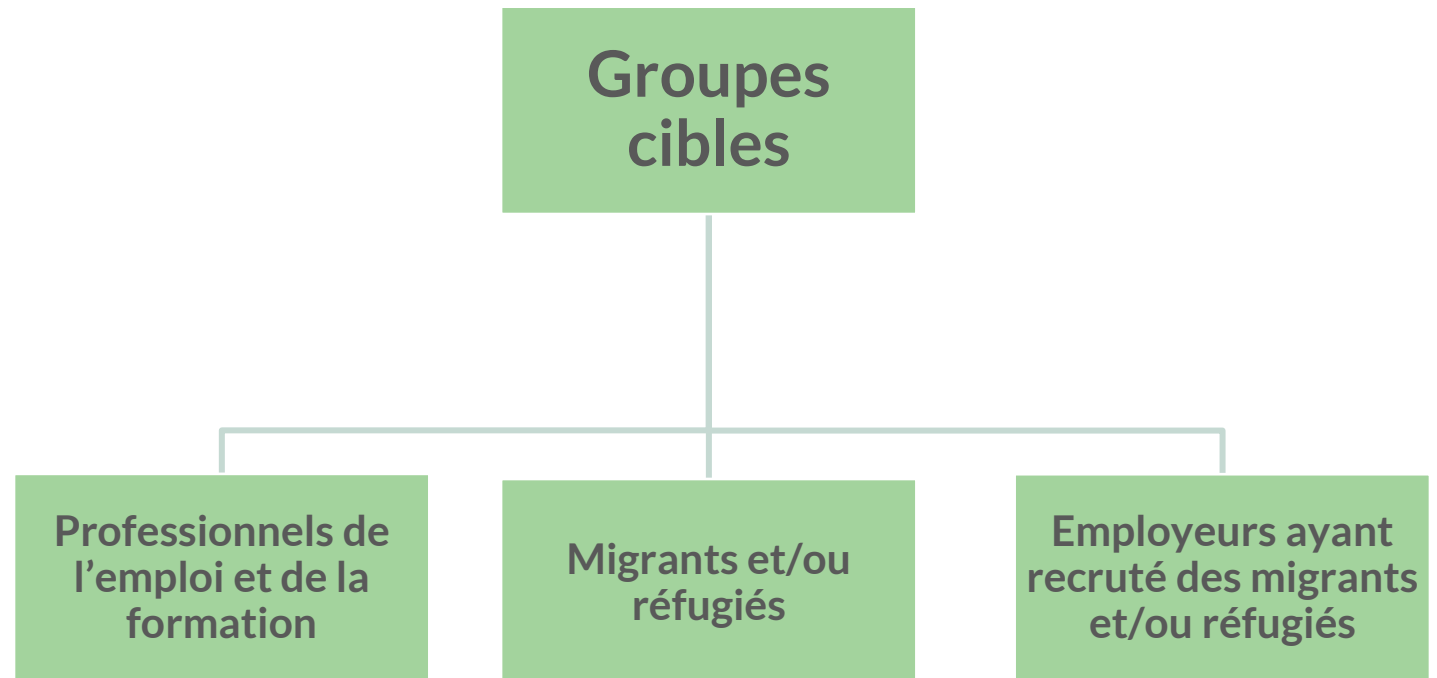 Groupes
cibles
Professionnels de
l’emploi et de la
formation
Migrants et/ou
réfugiés
Employeurs ayant
recruté des migrants
et/ou réfugiés